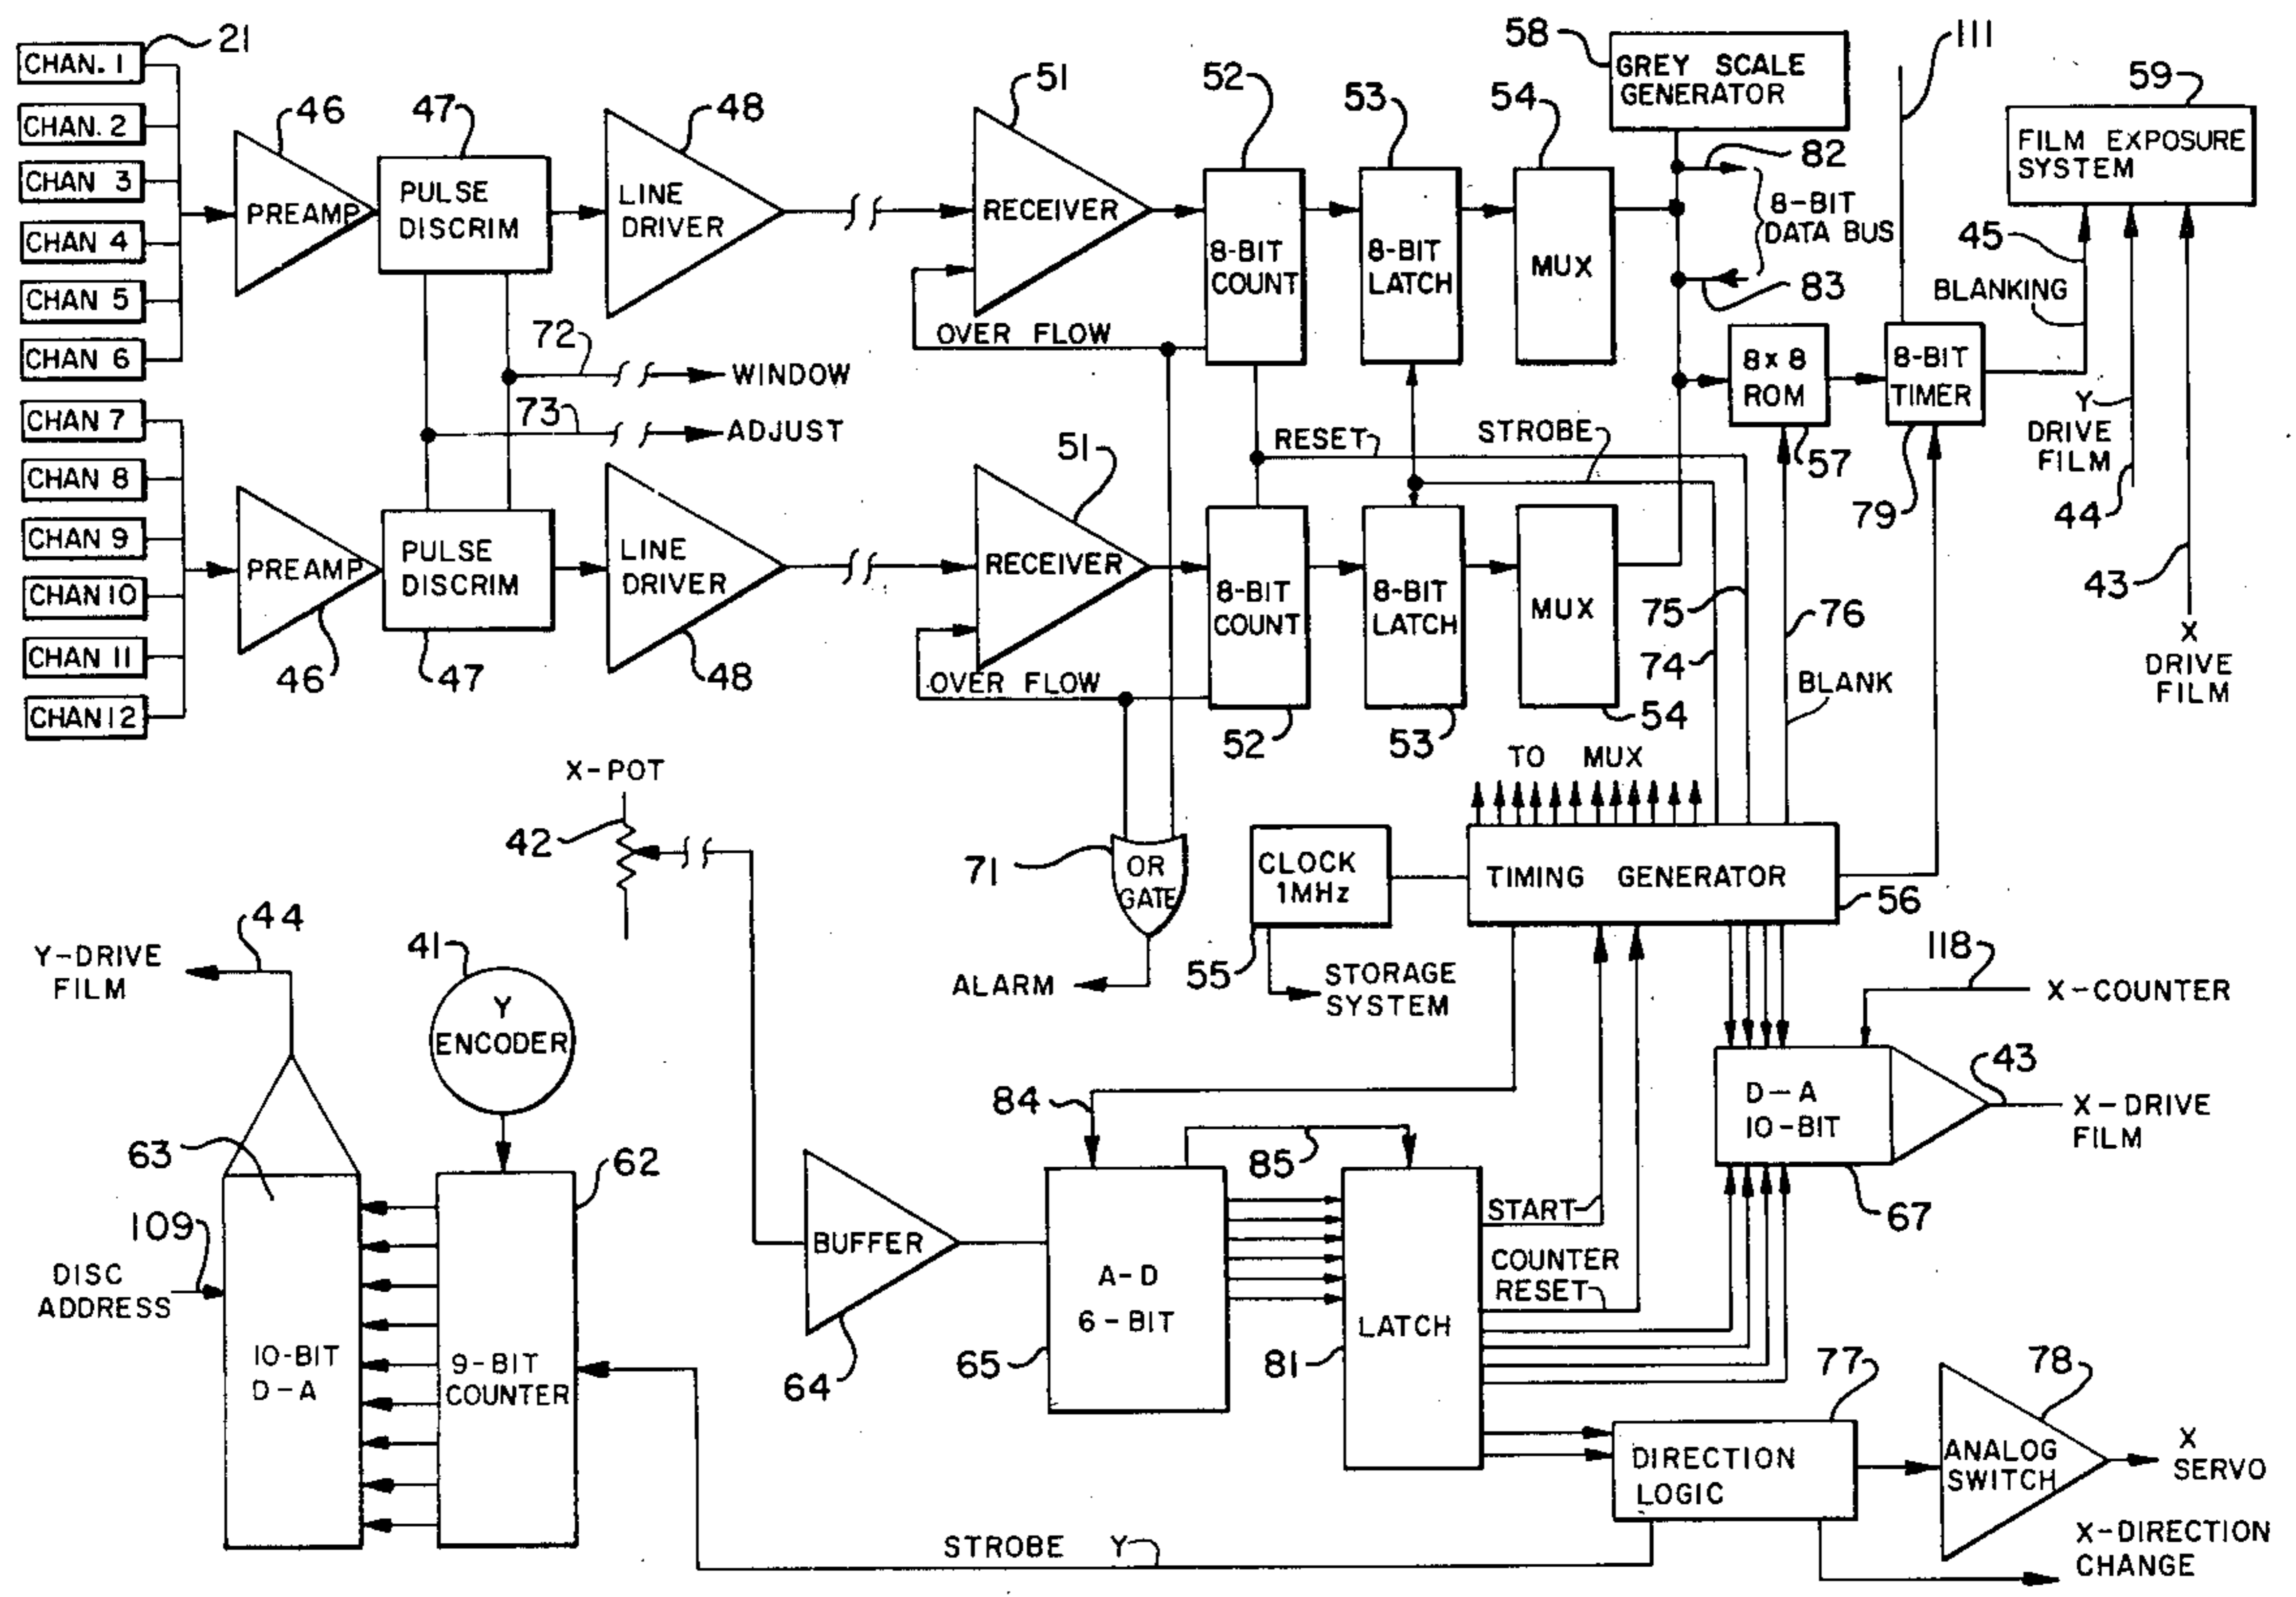 CHAN. 1
21
CHAN. 2
CHAN 3
CHAN 4
CHAN 5
CHAN 6
CHAN 7
CHAN 8
CHAN 9
CHAN 10
CHAN 11
CHAN 12
46
PREAMP
47
PULSE
DISCRIM
48
LINE
DRIVER
51
RECEIVER
OVER FLOW
52
8-BIT
COUNT
53
8-BIT
LATCH
54
MUX
58
GREY SCALE
GENERATOR
82
8-BIT
DATA BUS
83
111
59
FILM EXPOSURE
SYSTEM
45
BLANKING
8x8
ROM
57
8-BIT
TIMER
79
Y
DRIVE
FILM
44
43
X
DRIVE
FILM
72
WINDOW
73
ADJUST
RESET
STROBE
PREAMP
46
PULSE
DISCRIM
47
LINE
DRIVER
48
51
RECEIVER
OVER FLOW
8-BIT
COUNT
52
8-BIT
LATCH
53
MUX
54
75
74
76
BLANK
TO MUX
X-POT
42
71
OR
GATE
ALARM
CLOCK
1MHz
55
STORAGE
SYSTEM
TIMING GENERATOR
56
118
X-COUNTER
D-A
10-BIT
43
X-DRIVE
FILM
67
44
Y-DRIVE
FILM
41
Y
ENCODER
63
62
109
DISC
ADDRESS
10-BIT
D-A
9-BIT
COUNTER
BUFFER
64
84
85
A-D
6-BIT
65
LATCH
81
START
COUNTER
RESET
77
DIRECTION
LOGIC
78
ANALOG
SWITCH
X
SERVO
X-DIRECTION
CHANGE
STROBE Y